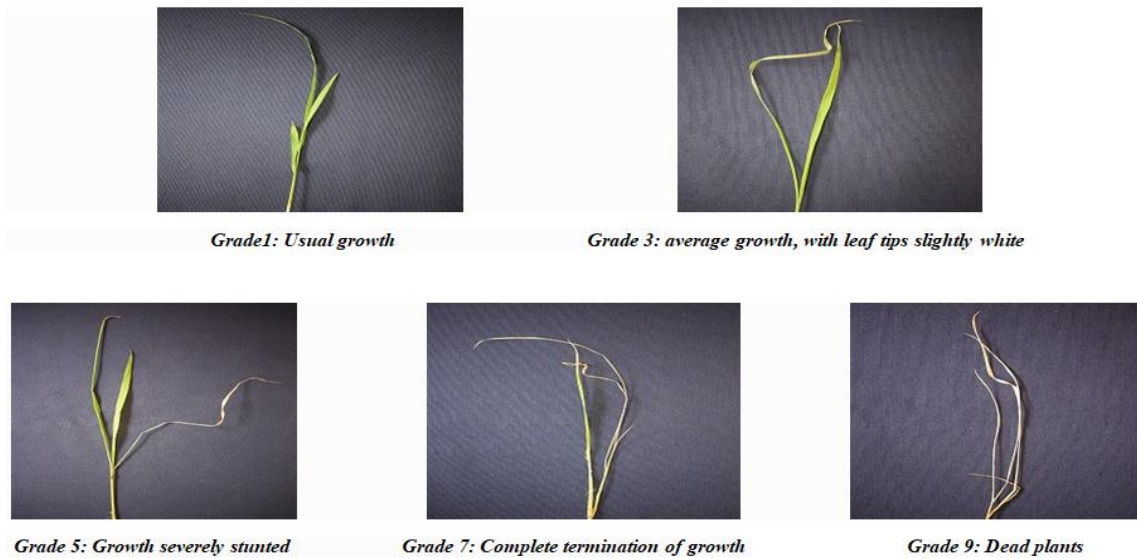 Grade1: Usual growth
Grade 3: average growth, with leaf tips slightly white
Grade 5: Growth severely stunted
Grade 7: Complete termination of growth
Grade 9: Dead plants